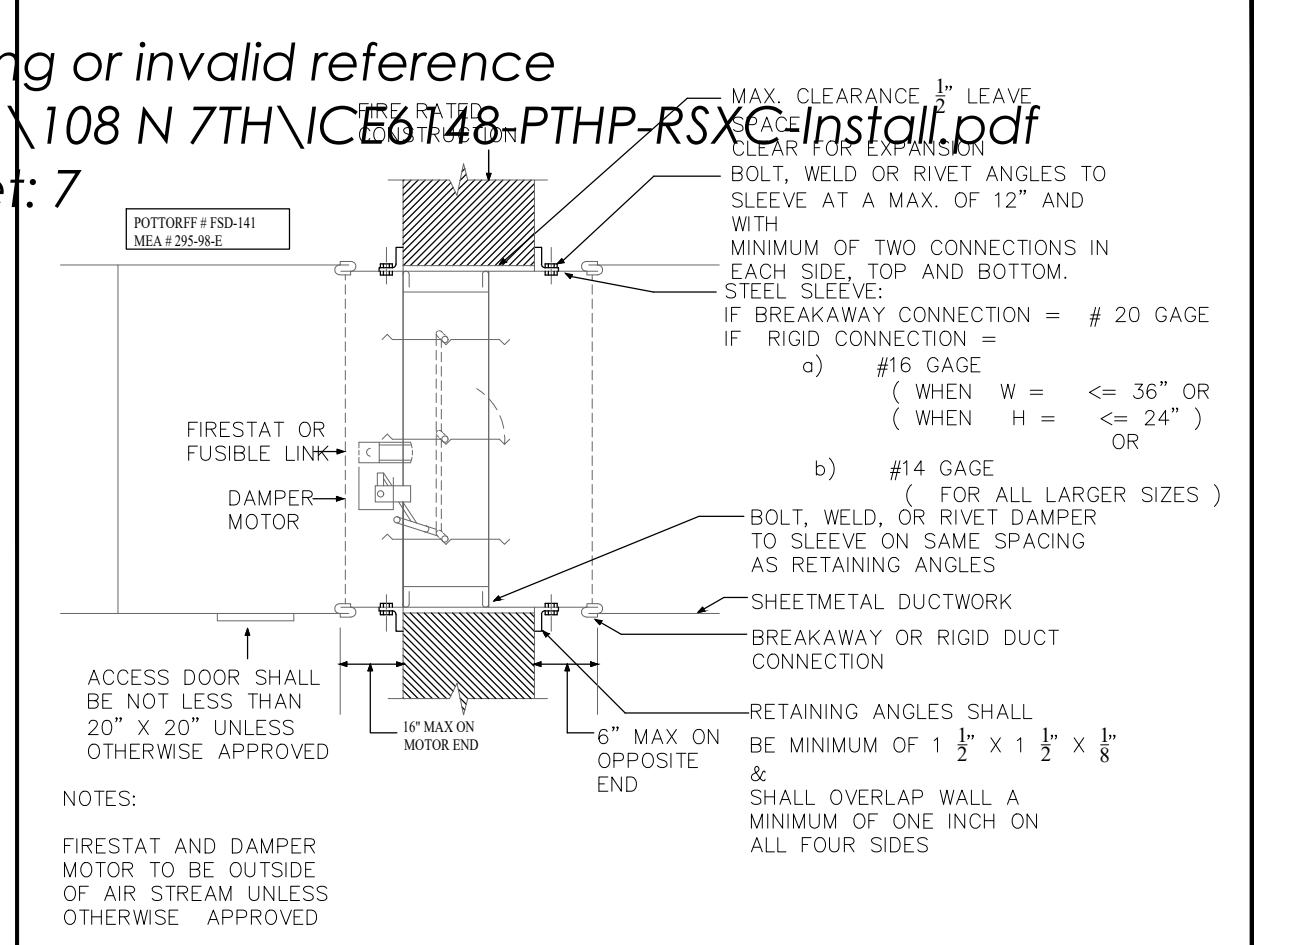 ng or invalid reference
\108 N 7TH\ICE6148-PTHP-RSXC-Install.pdf
et: 7
FIRE RATED
CONSTRUCTION
POTTORFF # FSD-141
MEA # 295-98-E
MAX. CLEARANCE 1/2" LEAVE
SPACE
CLEAR FOR EXPANSION
BOLT, WELD OR RIVET ANGLES TO
SLEEVE AT A MAX. OF 12" AND
WITH
MINIMUM OF TWO CONNECTIONS IN
EACH SIDE, TOP AND BOTTOM.
STEEL SLEEVE:
IF BREAKAWAY CONNECTION = # 20 GAGE
IF RIGID CONNECTION =
a) #16 GAGE
( WHEN W = <= 36" OR
( WHEN H = <= 24" )
OR
b) #14 GAGE
( FOR ALL LARGER SIZES )
FIRESTAT OR
FUSIBLE LINK
DAMPER
MOTOR
BOLT, WELD, OR RIVET DAMPER
TO SLEEVE ON SAME SPACING
AS RETAINING ANGLES
SHEETMETAL DUCTWORK
BREAKAWAY OR RIGID DUCT
CONNECTION
ACCESS DOOR SHALL
BE NOT LESS THAN
20" X 20" UNLESS
OTHERWISE APPROVED
16" MAX ON
MOTOR END
6" MAX ON
OPPOSITE
END
RETAINING ANGLES SHALL
BE MINIMUM OF 1 1/2" X 1 1/2" X 1/8"
&
SHALL OVERLAP WALL A
MINIMUM OF ONE INCH ON
ALL FOUR SIDES
NOTES:
FIRESTAT AND DAMPER
MOTOR TO BE OUTSIDE
OF AIR STREAM UNLESS
OTHERWISE APPROVED